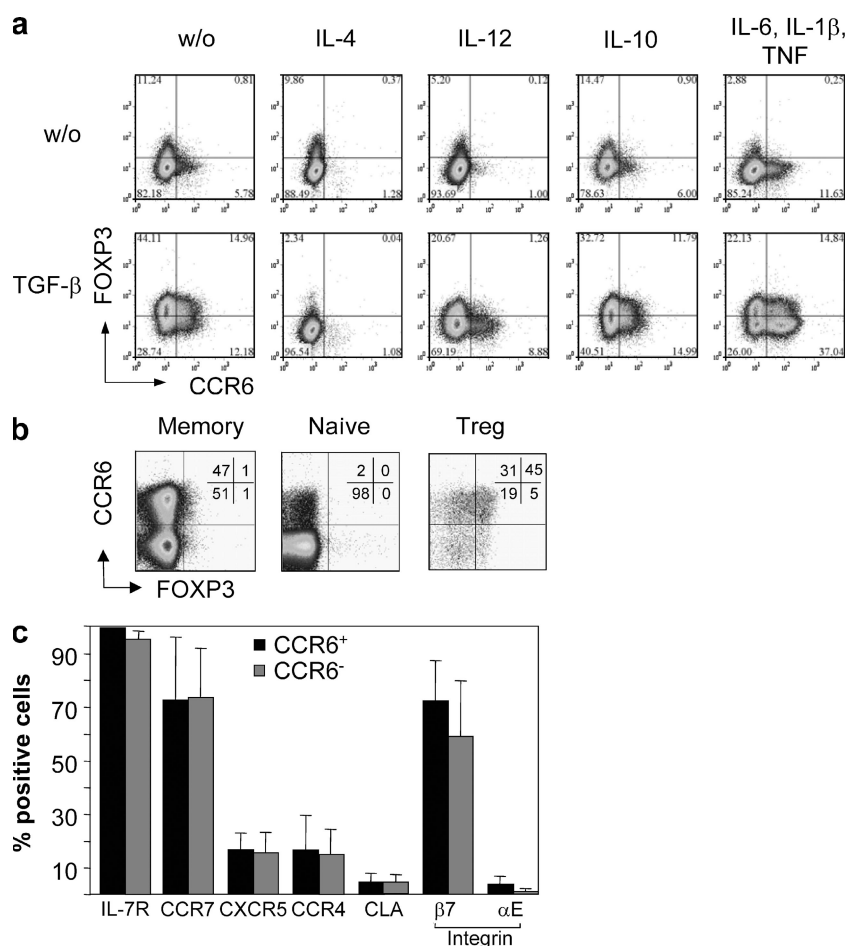 a
w/o IL-4 IL-12 IL-10 IL-6, IL-1β,
TNF
w/o
11.24 0.81
82.18 5.78
9.86 0.37
88.49 1.28
5.20 0.12
93.69 1.00
14.47 0.90
78.63 6.00
2.88 0.25
85.24 11.63
TGF-β
44.11 14.96
28.74 12.18
2.34 0.04
96.54 1.08
20.67 1.26
69.19 8.88
32.72 11.79
40.51 14.99
22.13 14.84
26.00 37.04
FOXP3
CCR6
b
Memory Naive Treg
CCR6
47 1
51 1
2 0
98 0
31 45
19 5
FOXP3
c
CCR6+
CCR6-
% positive cells
90
70
50
30
10
IL-7R CCR7 CXCR5 CCR4 CLA β7 αE
Integrin